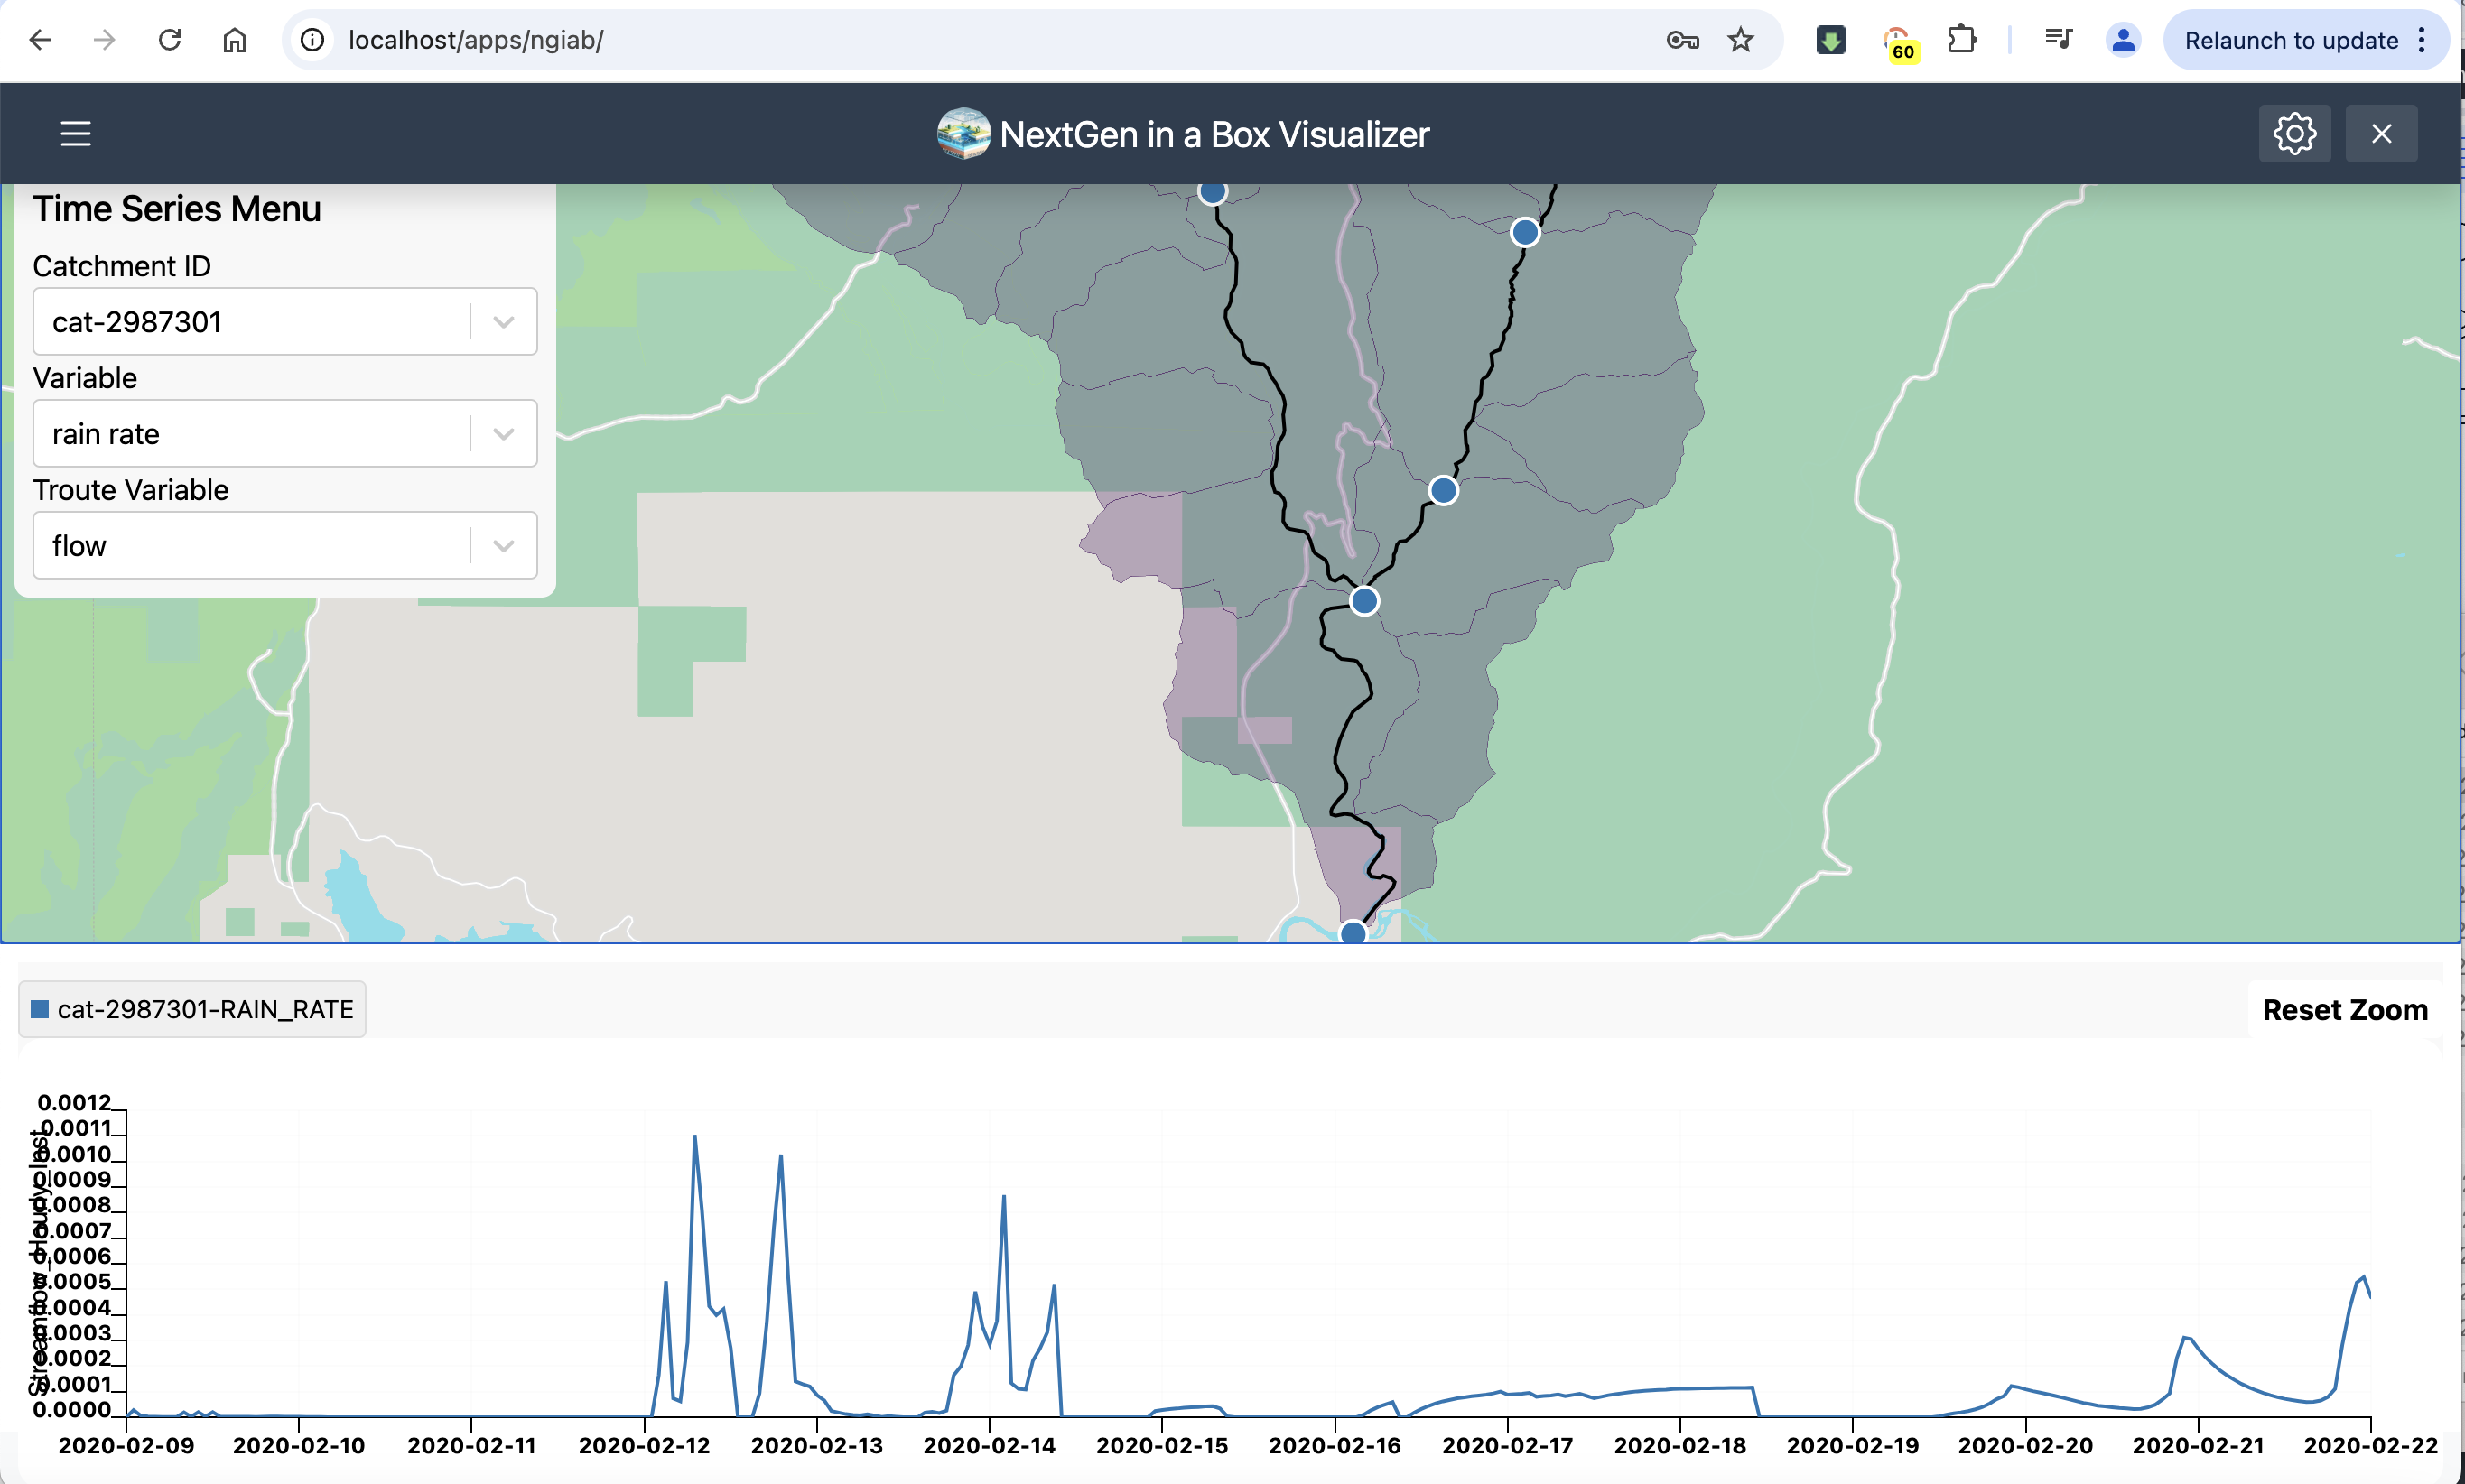 localhost/apps/ngiab/
60
Relaunch to update
NextGen in a Box Visualizer
Time Series Menu
Catchment ID
cat-2987301
Variable
rain rate
Troute Variable
flow
cat-2987301-RAIN_RATE
Reset Zoom
0.0012
0.0011
0.0010
0.0009
0.0008
0.0007
0.0006
0.0005
0.0004
0.0003
0.0002
0.0001
0.0000
Streamflow_Hourly_Inst
2020-02-09 2020-02-10 2020-02-11 2020-02-12 2020-02-13 2020-02-14 2020-02-15 2020-02-16 2020-02-17 2020-02-18 2020-02-19 2020-02-20 2020-02-21 2020-02-22